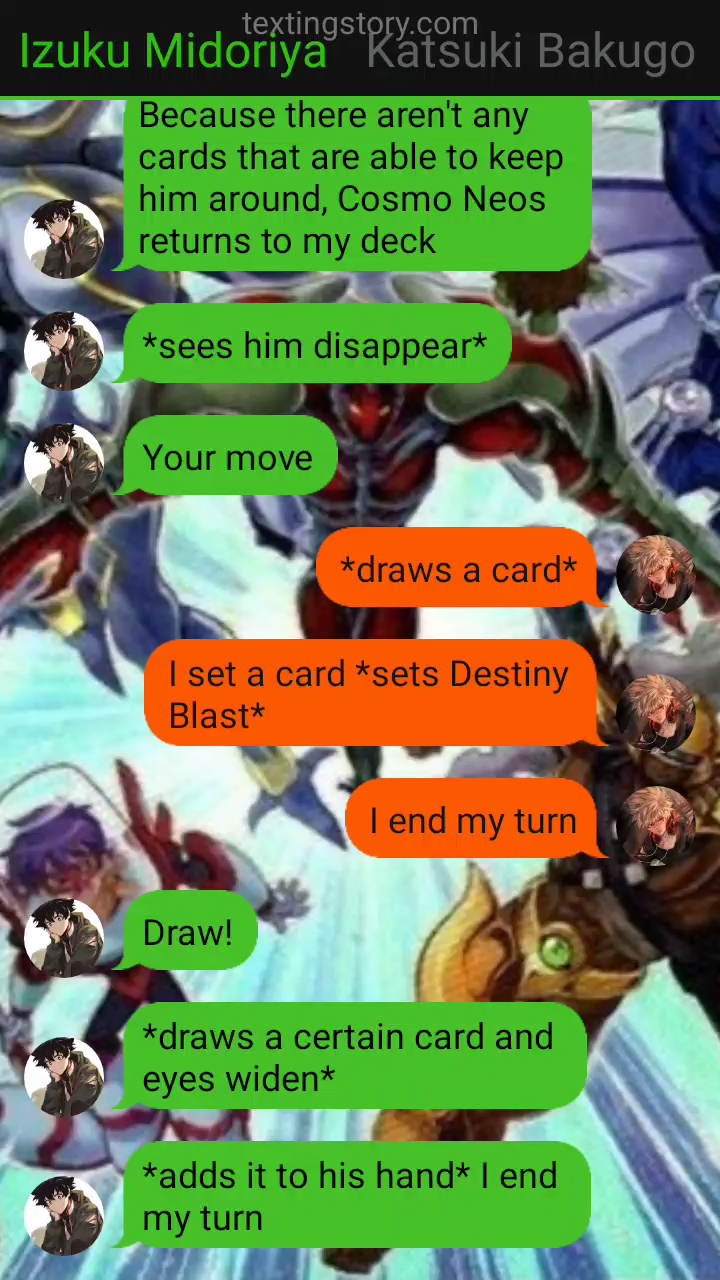 textingstory.com
Izuku Midoriya Katsuki Bakugo
Because there aren't any
cards that are able to keep
him around, Cosmo Neos
returns to my deck
*sees him disappear*
Your move
*draws a card*
I set a card *sets Destiny
Blast*
I end my turn
Draw!
*draws a certain card and
eyes widen*
*adds it to his hand* I end
my turn